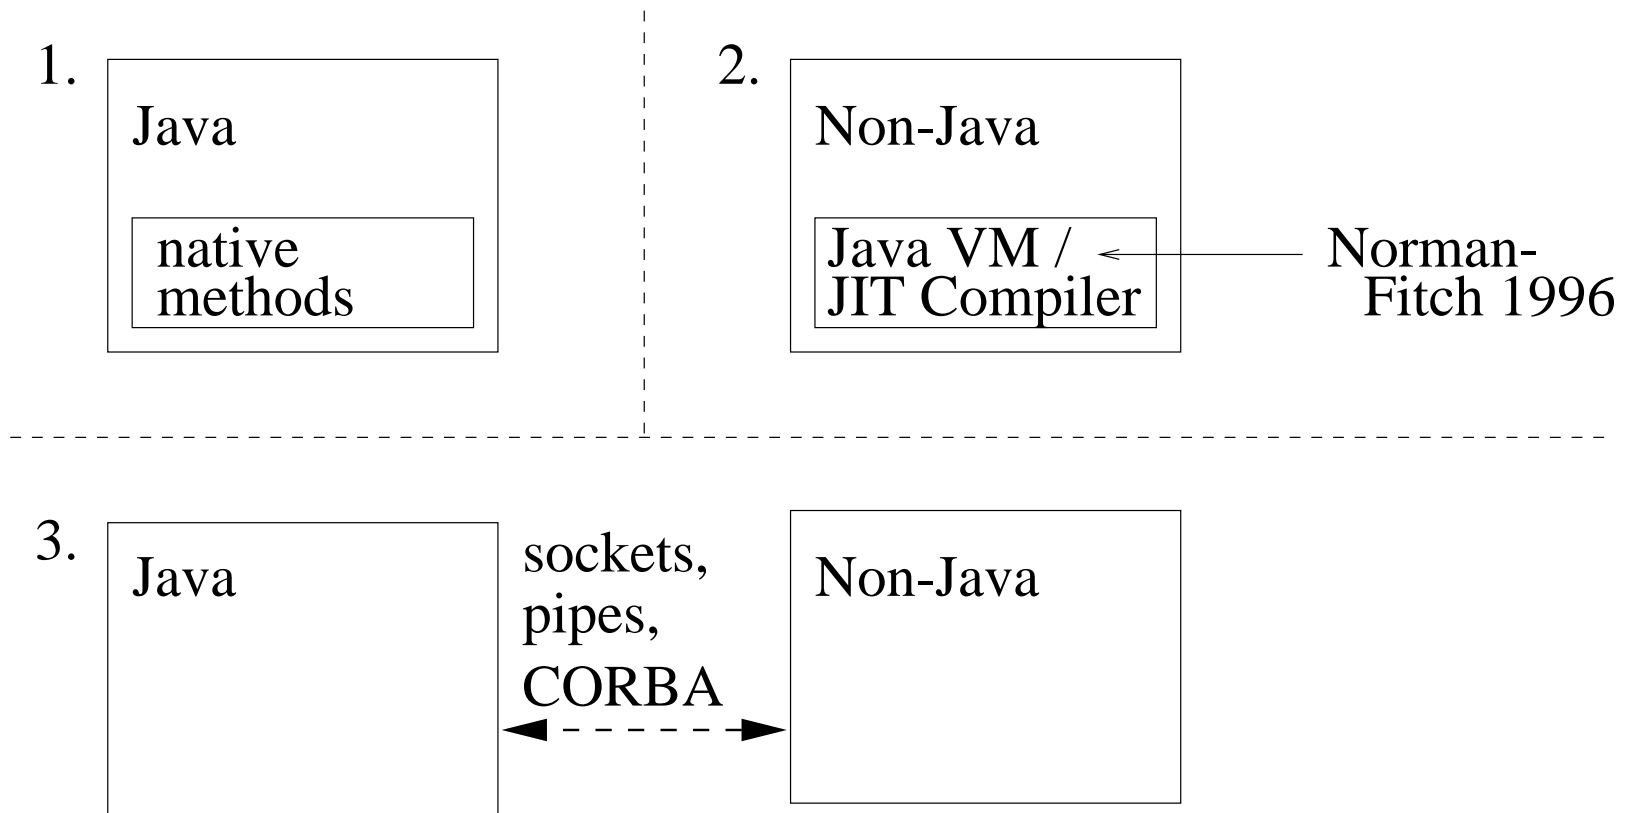 1.
Java
native
methods
2.
Non-Java
Java VM /
JIT Compiler
Norman-
Fitch 1996
3.
Java
sockets,
pipes,
CORBA
Non-Java